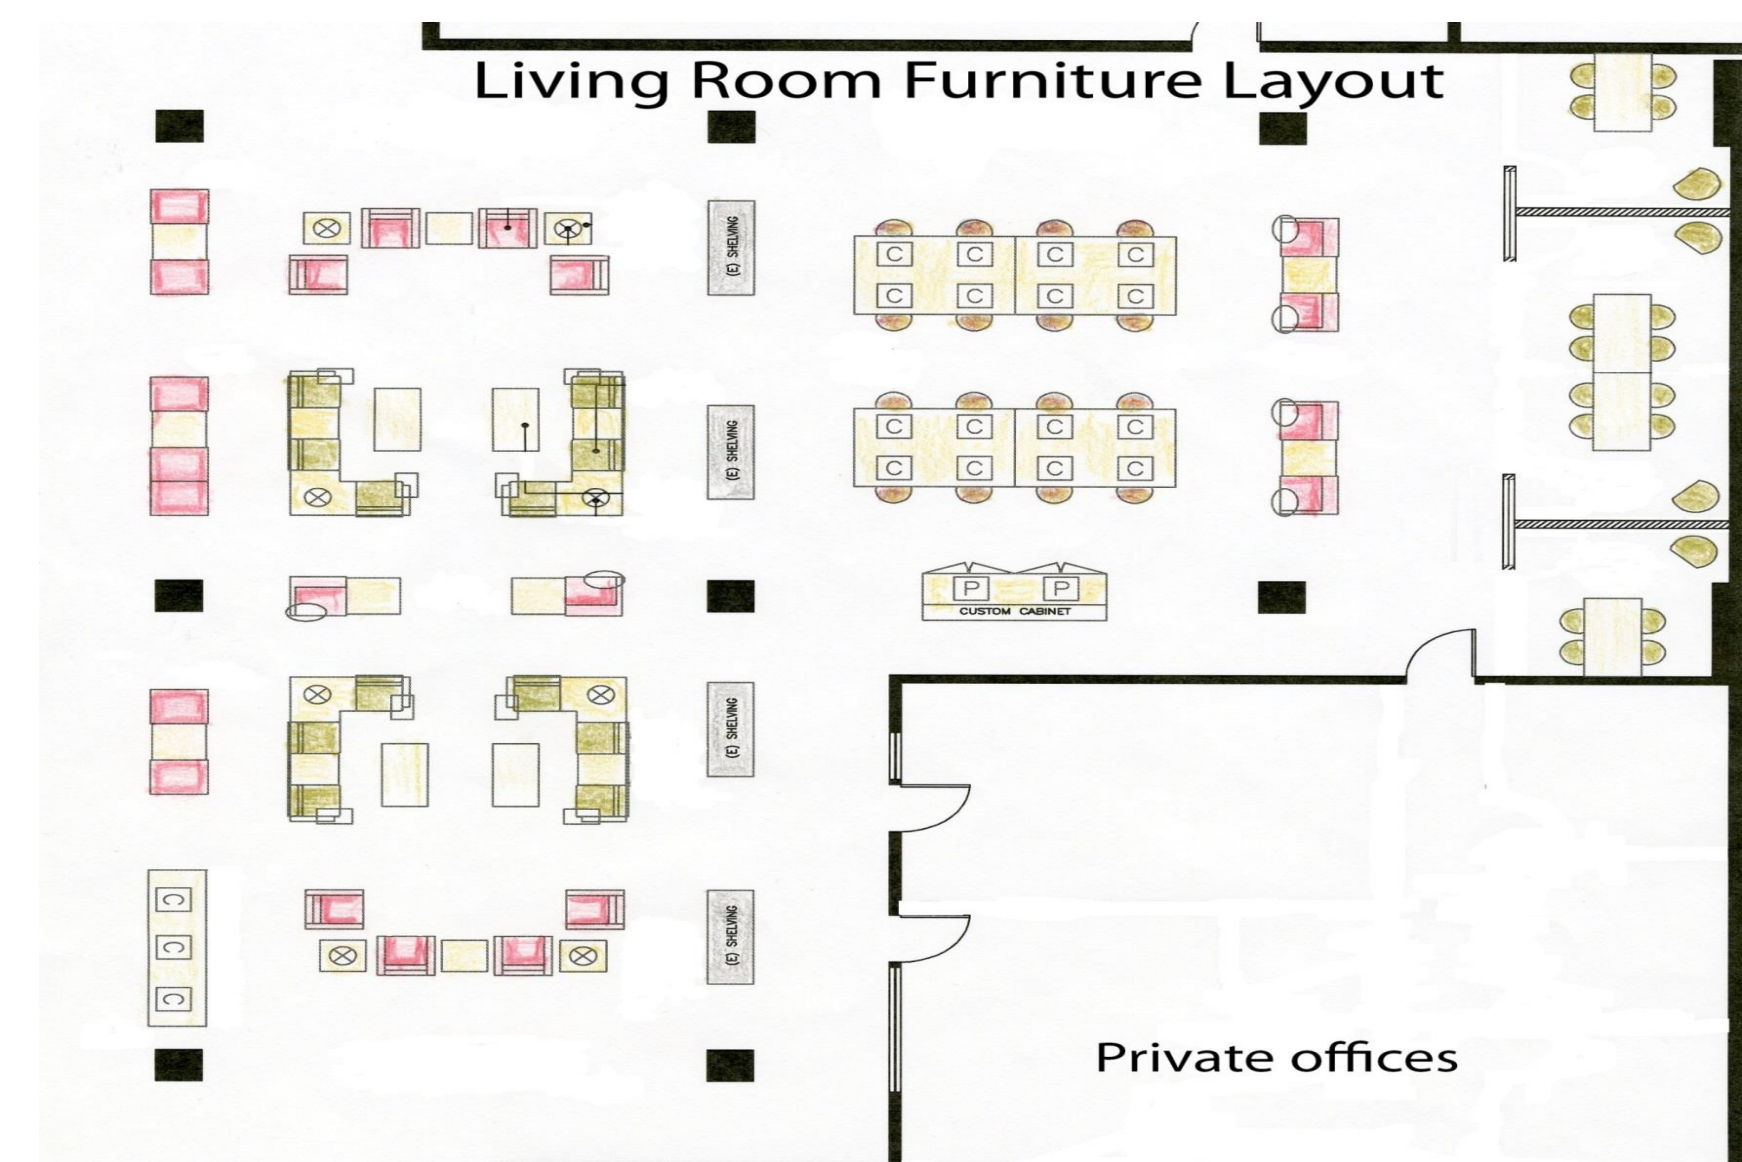 Living Room Furniture Layout
(E) SHELVING
C C C C
C C C C
(E) SHELVING
C C C C
C C C C
P P
CUSTOM CABINET
(E) SHELVING
(E) SHELVING
C
C
C
Private offices